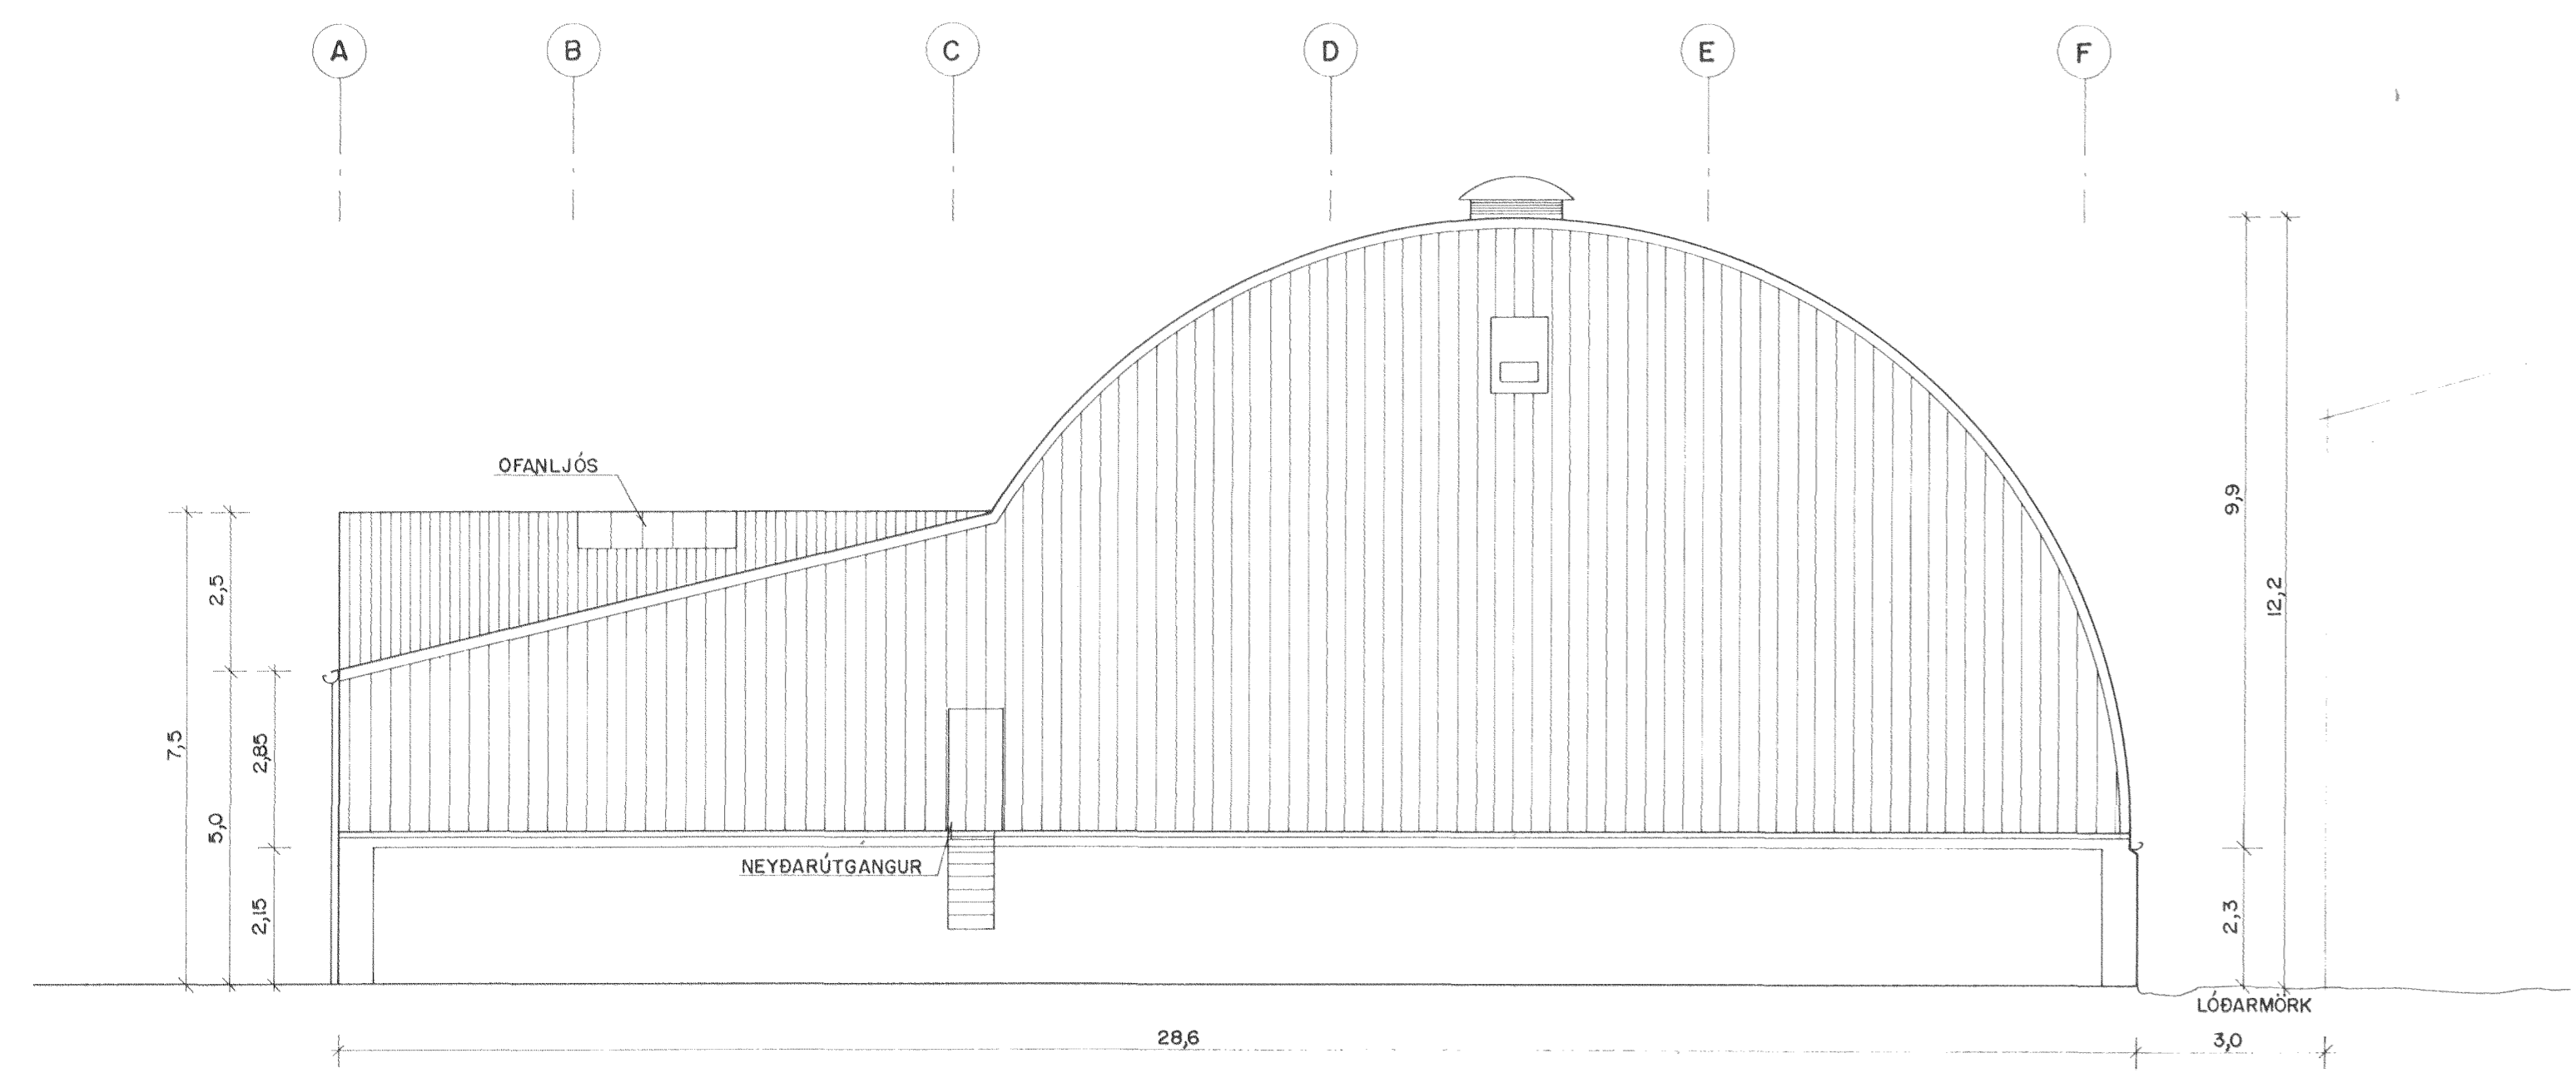 A
B
C
D
E
F
OFANLJÓS
NEYÐARÚTGANGUR
7,5
2,5
5,0
2,85
2,15
9,9
12,2
2,3
LÓÐARMÖRK
28,6
3,0